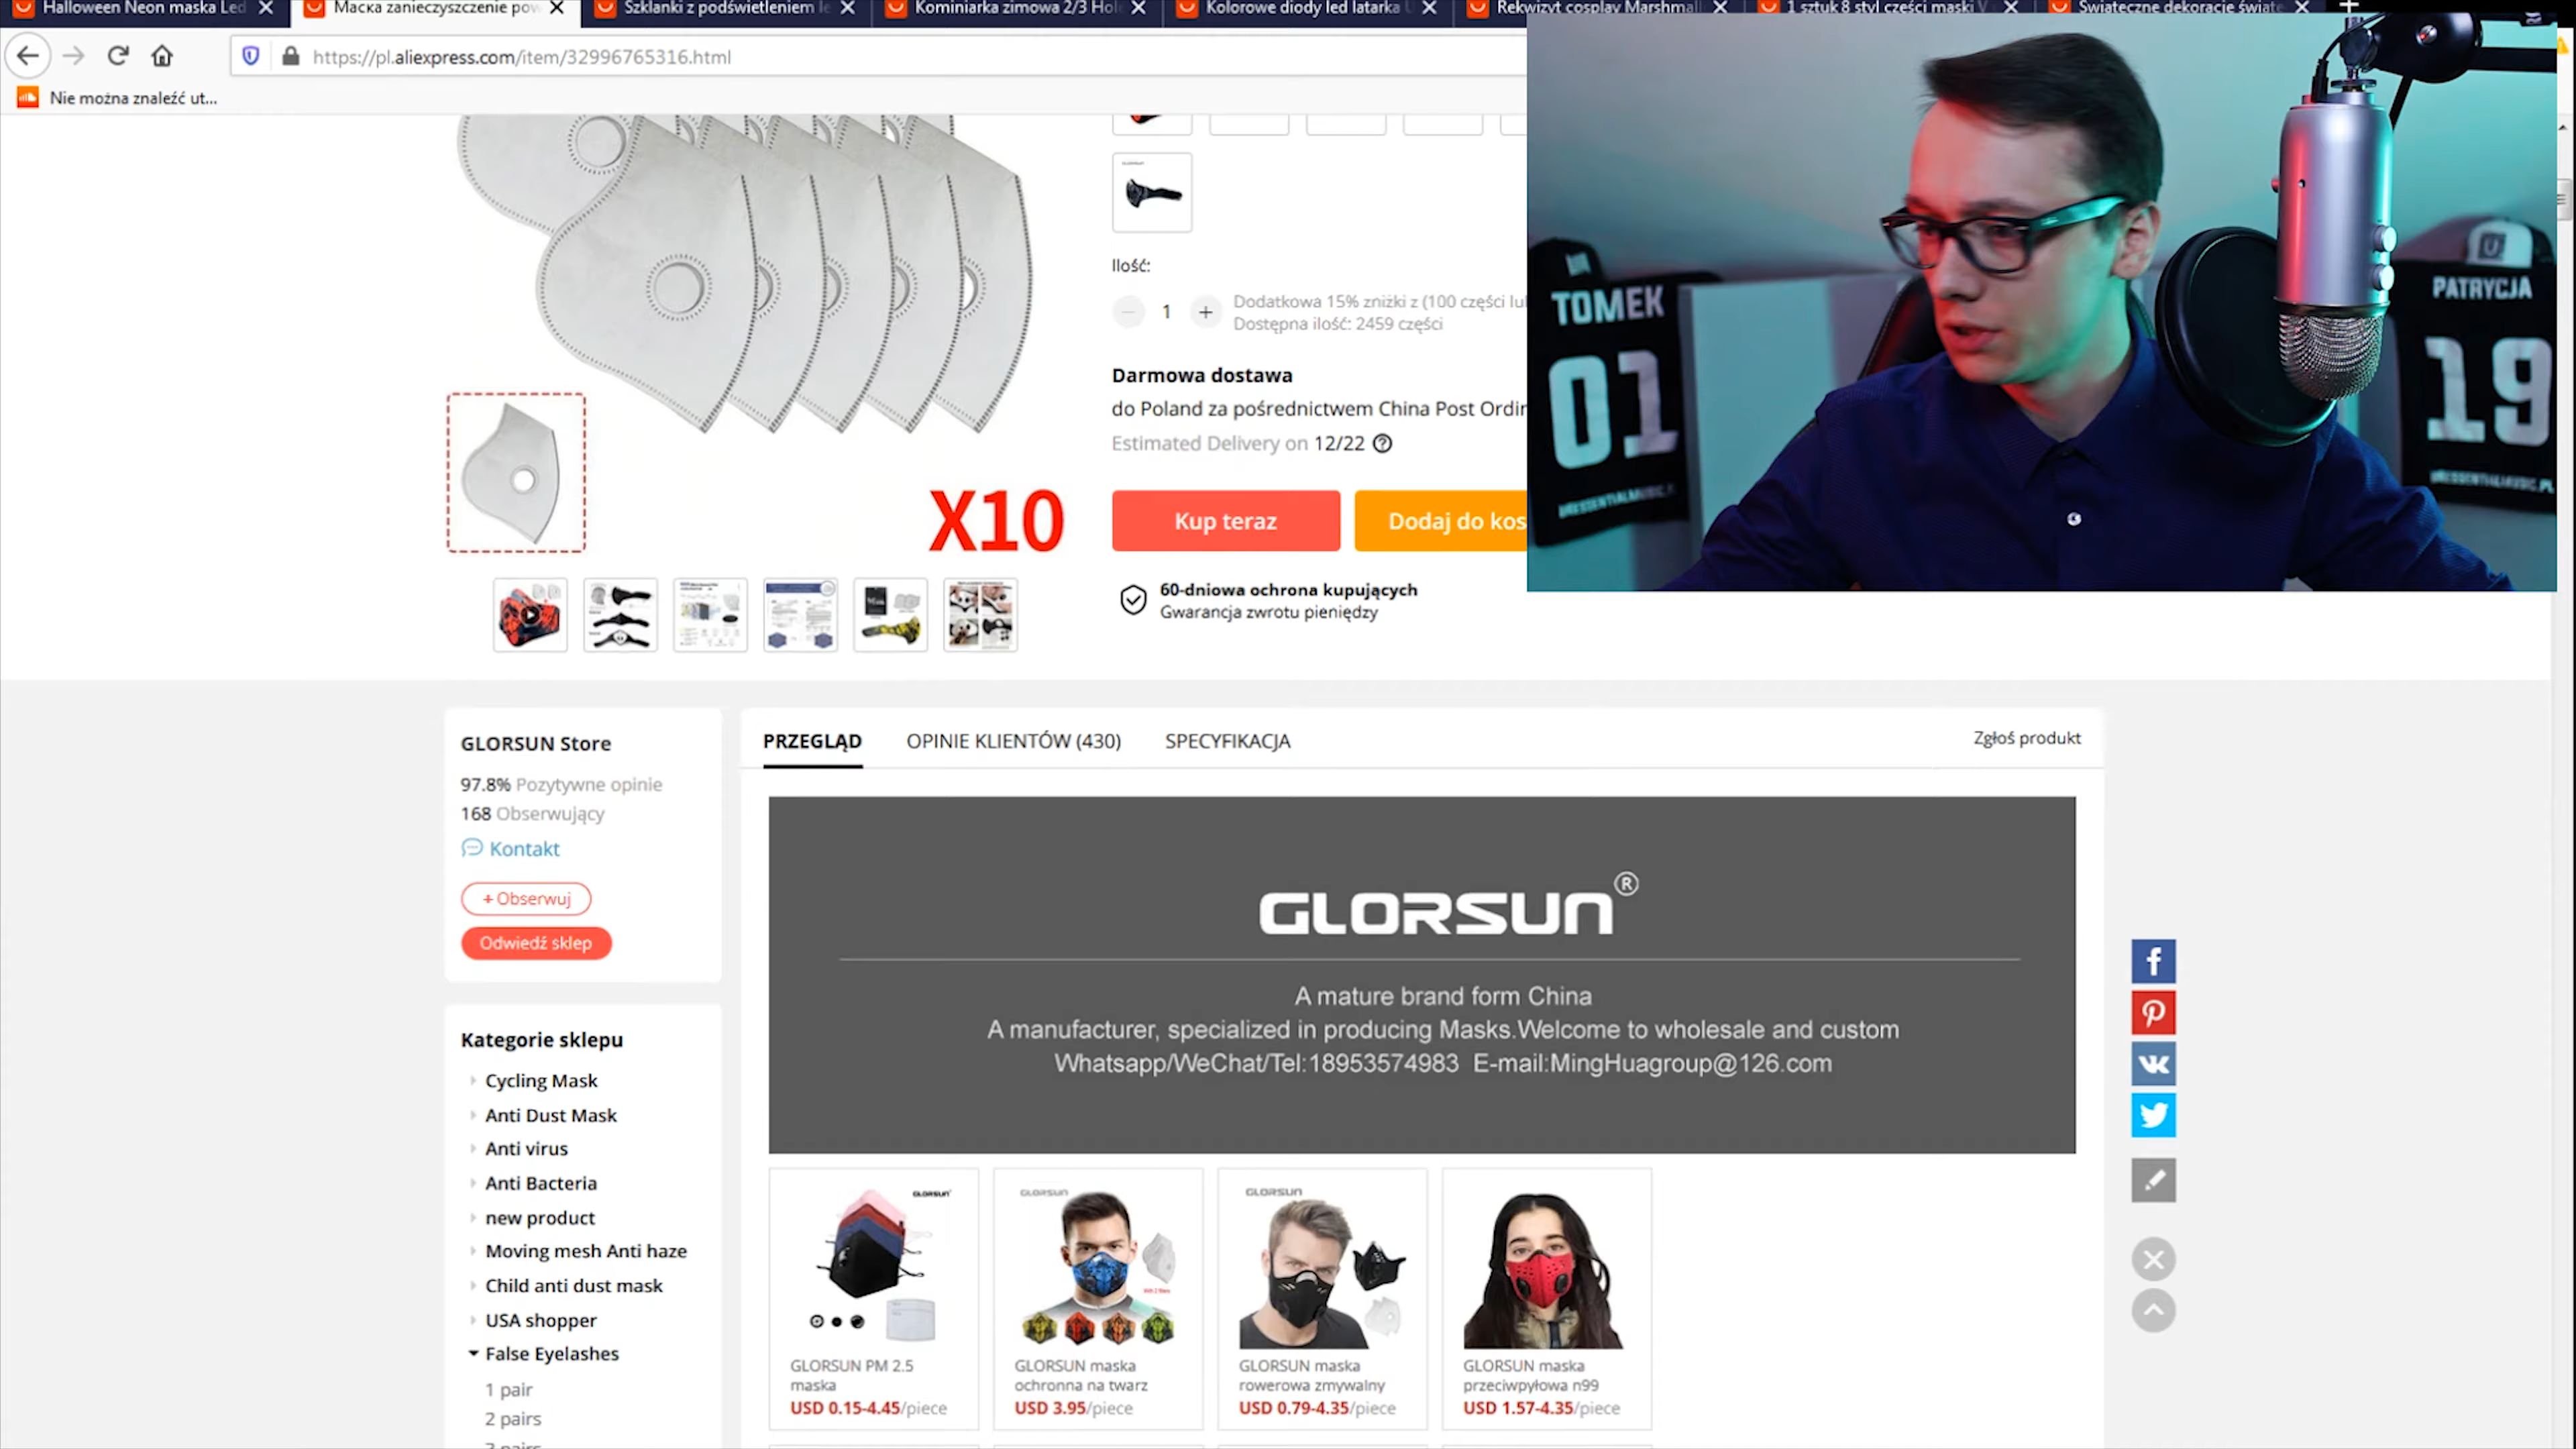 Halloween Neon maska Led
Maска zanieczyszczenie pow
Szklanki z podświetleniem le
Kominiarka zimowa 2/3 Hol
Kolorowe diody led latarka U
Rekwizyt cosplay Marshmall
1 sztuk 8 styl części maski V
Świąteczne dekoracje święte
https://pl.aliexpress.com/item/32996765316.html
Nie można znaleźć ut...
X10
GLORSUN
Ilość:
1
Dodatkowa 15% zniżki z (100 części lu
Dostępna ilość: 2459 części
Darmowa dostawa
do Poland za pośrednictwem China Post Ordin
Estimated Delivery on 12/22
Kup teraz
Dodaj do kos
60-dniowa ochrona kupujących
Gwarancja zwrotu pieniędzy
TOMEK
01
PATRYCJA
19
GLORSUN Store
97.8% Pozytywne opinie
168 Obserwujący
Kontakt
+ Obserwuj
Odwiedź sklep
Kategorie sklepu
Cycling Mask
Anti Dust Mask
Anti virus
Anti Bacteria
new product
Moving mesh Anti haze
Child anti dust mask
USA shopper
False Eyelashes
1 pair
2 pairs
PRZEGLĄD
OPINIE KLIENTÓW (430)
SPECYFIKACJA
Zgłoś produkt
GLORSUN®
A mature brand form China
A manufacturer, specialized in producing Masks.Welcome to wholesale and custom
Whatsapp/WeChat/Tel:18953574983 E-mail:MingHuagroup@126.com
GLORSUN
GLORSUN PM 2.5
maska
USD 0.15-4.45/piece
GLORSUN
GLORSUN maska
ochronna na twarz
USD 3.95/piece
GLORSUN
GLORSUN maska
rowerowa zmywalny
USD 0.79-4.35/piece
GLORSUN maska
przeciwpyłowa n99
USD 1.57-4.35/piece